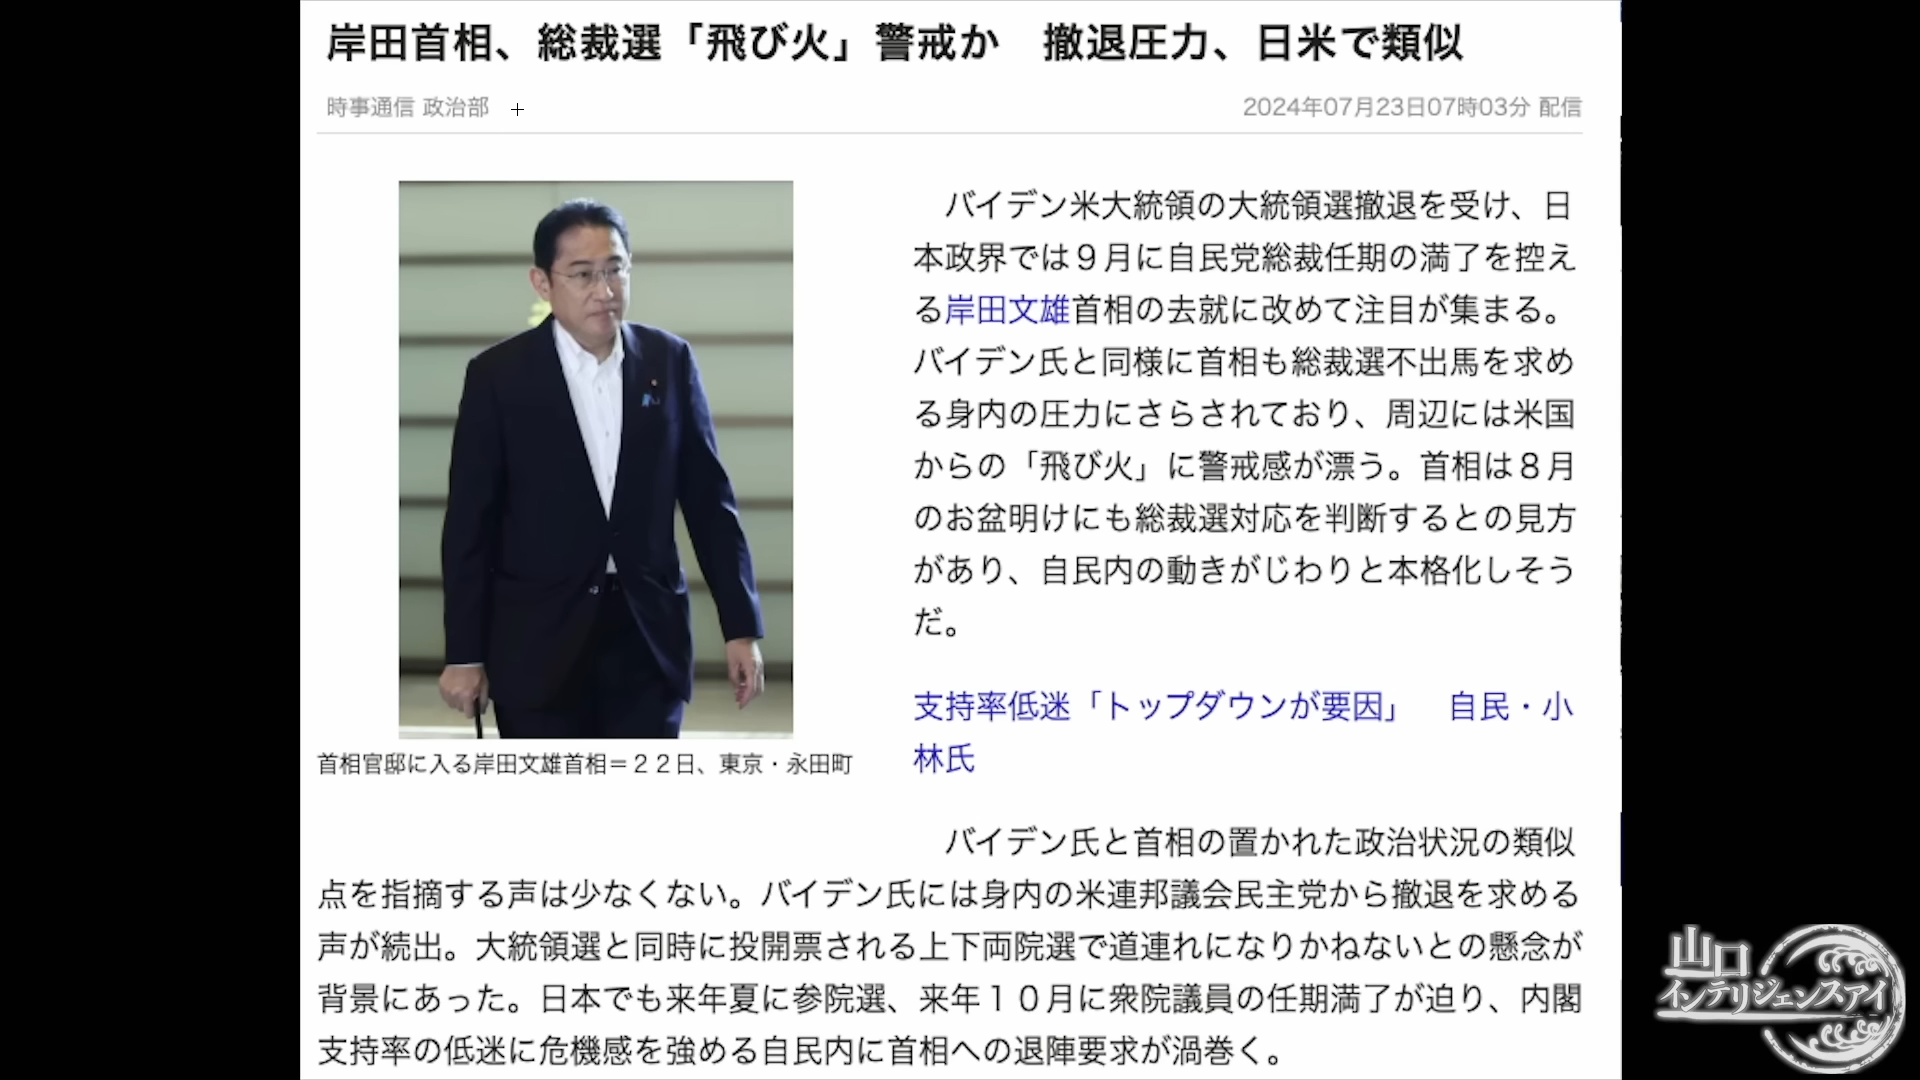 岸田首相、総裁選「飛び火」警戒か　撤退圧力、日米で類似
時事通信 政治部
2024年07月23日07時03分 配信
バイデン米大統領の大統領選撤退を受け、日
本政界では９月に自民党総裁任期の満了を控え
る岸田文雄首相の去就に改めて注目が集まる。
バイデン氏と同様に首相も総裁選不出馬を求め
る身内の圧力にさらされており、周辺には米国
からの「飛び火」に警戒感が漂う。首相は８月
のお盆明けにも総裁選対応を判断するとの見方
があり、自民内の動きがじわりと本格化しそう
だ。
首相官邸に入る岸田文雄首相＝２２日、東京・永田町
支持率低迷「トップダウンが要因」　自民・小
林氏
バイデン氏と首相の置かれた政治状況の類似
点を指摘する声は少なくない。バイデン氏には身内の米連邦議会民主党から撤退を求める
声が続出。大統領選と同時に投開票される上下両院選で道連れになりかねないとの懸念が
背景にあった。日本でも来年夏に参院選、来年１０月に衆院議員の任期満了が迫り、内閣
支持率の低迷に危機感を強める自民内に首相への退陣要求が渦巻く。
山口
インテリジェンスアイ